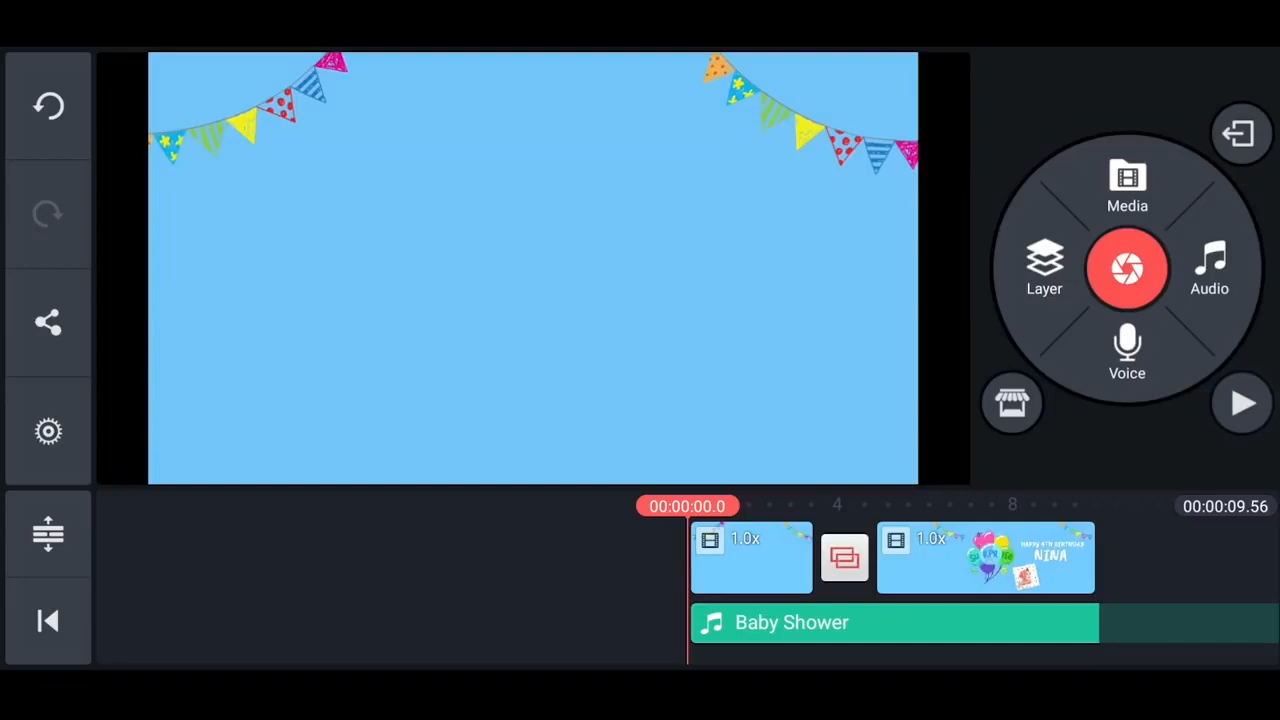 Media
Layer
Audio
Voice
00:00:00.0
4
8
00:00:09.56
1.0x
1.0x
HAPPY 4TH BIRTHDAY
NINA
Baby Shower